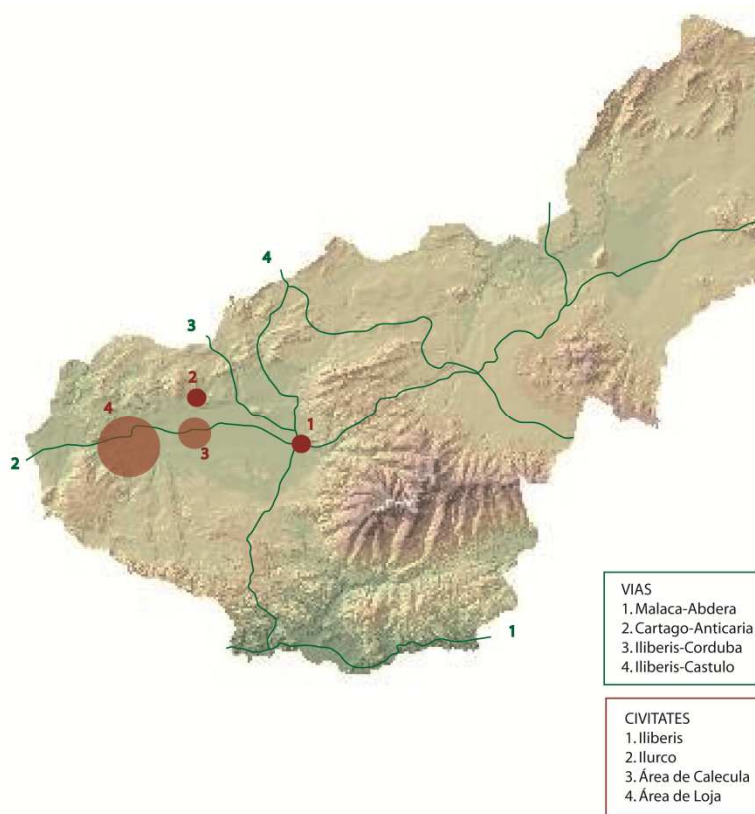 4
3
2
4
1
3
2
1
VIAS
1. Malaca-Abdera
2. Cartago-Anticaria
3. Iliberis-Corduba
4. Iliberis-Castulo
CIVITATES
1. Iliberis
2. Ilurco
3. Área de Calecula
4. Área de Loja